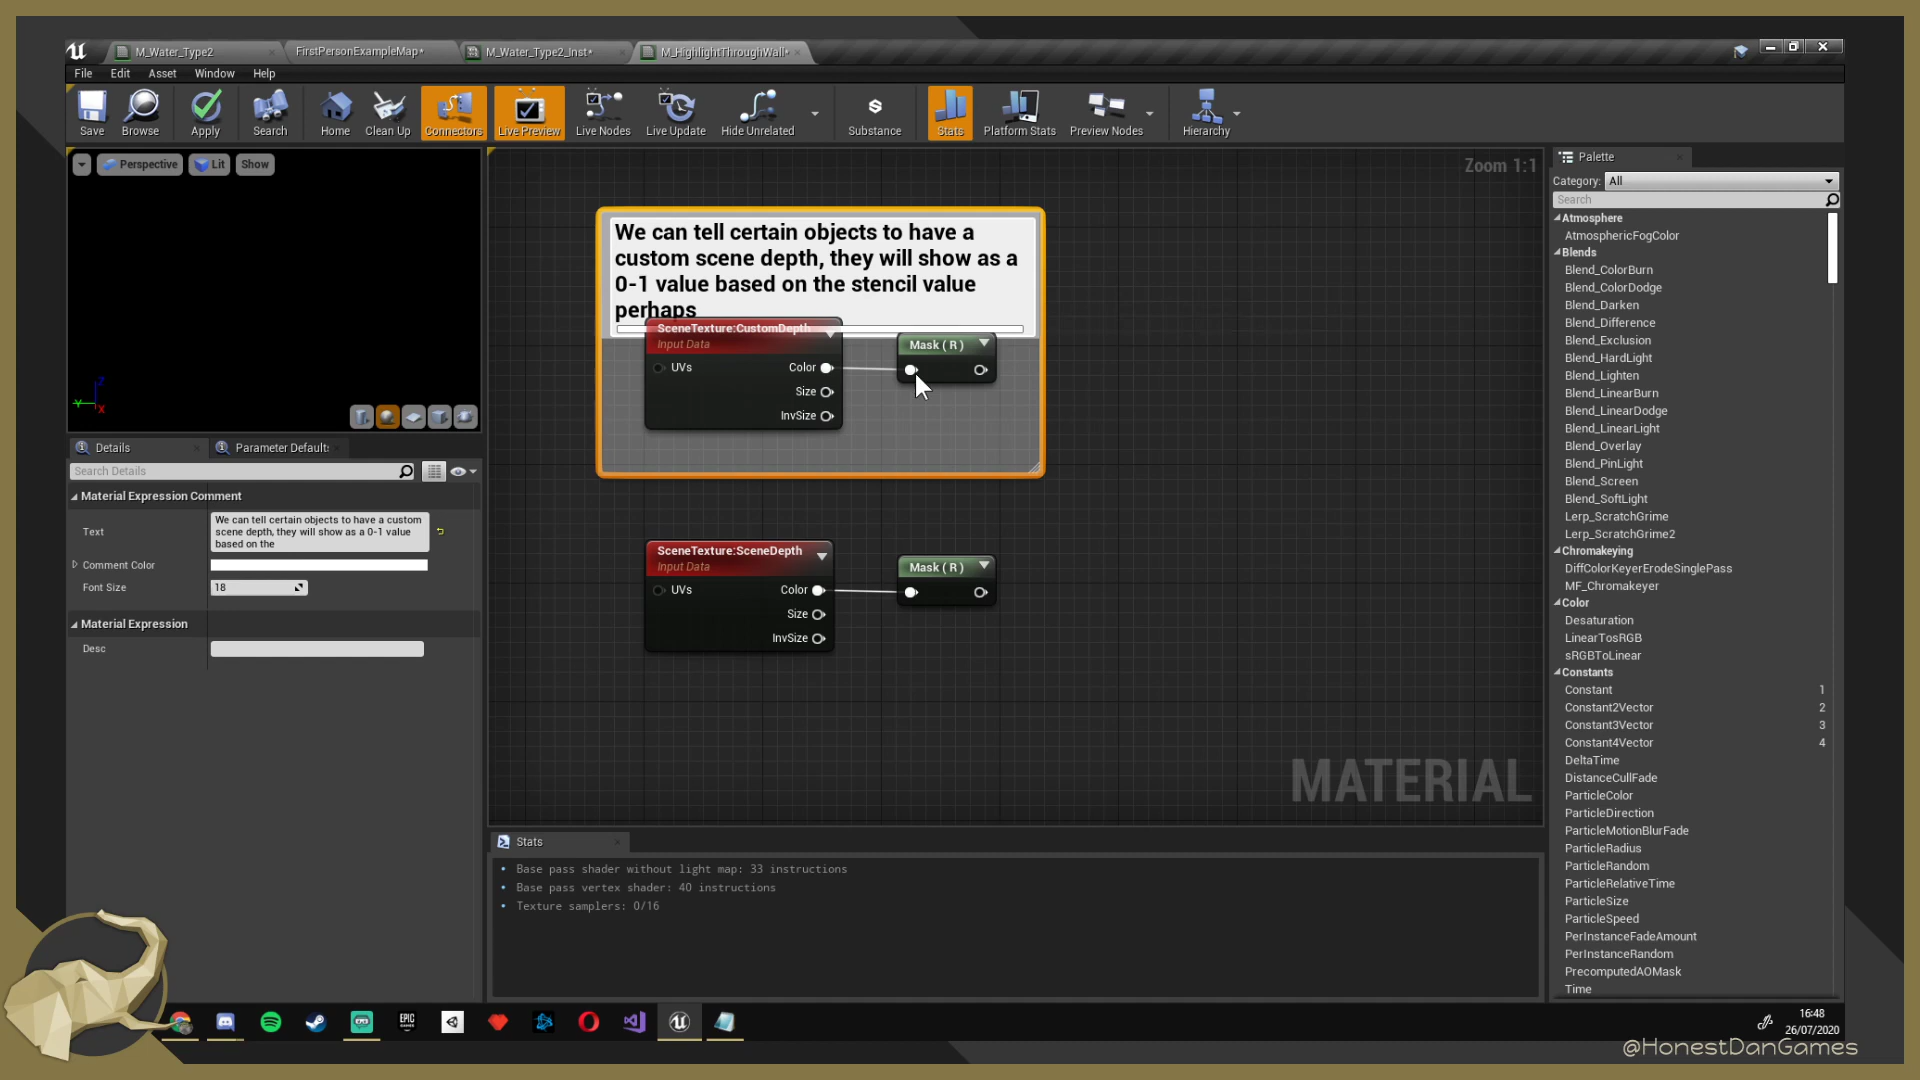 M_Water_Type2
FirstPersonExampleMap*
M_Water_Type2_Inst*
M_HighlightThroughWall*
File Edit Asset Window Help
Save
Browse
Apply
Search
Home
Clean Up
Connectors
Live Preview
Live Nodes
Live Update
Hide Unrelated
Substance
Stats
Platform Stats
Preview Nodes
Hierarchy
Perspective
Lit
Show
Z
Y
X
Details
Parameter Defaults
Search Details
Material Expression Comment
Text
We can tell certain objects to have a custom
scene depth, they will show as a 0-1 value
based on the
Comment Color
Font Size
18
Material Expression
Desc
Zoom 1:1
We can tell certain objects to have a
custom scene depth, they will show as a
0-1 value based on the stencil value
perhaps
SceneTexture:CustomDepth
Input Data
UVs
Color
Size
InvSize
Mask ( R )
SceneTexture:SceneDepth
Input Data
UVs
Color
Size
InvSize
Mask ( R )
MATERIAL
Stats
Base pass shader without light map: 33 instructions
Base pass vertex shader: 40 instructions
Texture samplers: 0/16
Palette
Category: All
Search
Atmosphere
AtmosphericFogColor
Blends
Blend_ColorBurn
Blend_ColorDodge
Blend_Darken
Blend_Difference
Blend_Exclusion
Blend_HardLight
Blend_Lighten
Blend_LinearBurn
Blend_LinearDodge
Blend_LinearLight
Blend_Overlay
Blend_PinLight
Blend_Screen
Blend_SoftLight
Lerp_ScratchGrime
Lerp_ScratchGrime2
Chromakeying
DiffColorKeyerErodeSinglePass
MF_Chromakeyer
Color
Desaturation
LinearTosRGB
sRGBToLinear
Constants
Constant 1
Constant2Vector 2
Constant3Vector 3
Constant4Vector 4
DeltaTime
DistanceCullFade
ParticleColor
ParticleDirection
ParticleMotionBlurFade
ParticleRadius
ParticleRandom
ParticleRelativeTime
ParticleSize
ParticleSpeed
PerInstanceFadeAmount
PerInstanceRandom
PrecomputedAOMask
Time
EPIC
GAMES
16:48
26/07/2020
@HonestDanGames